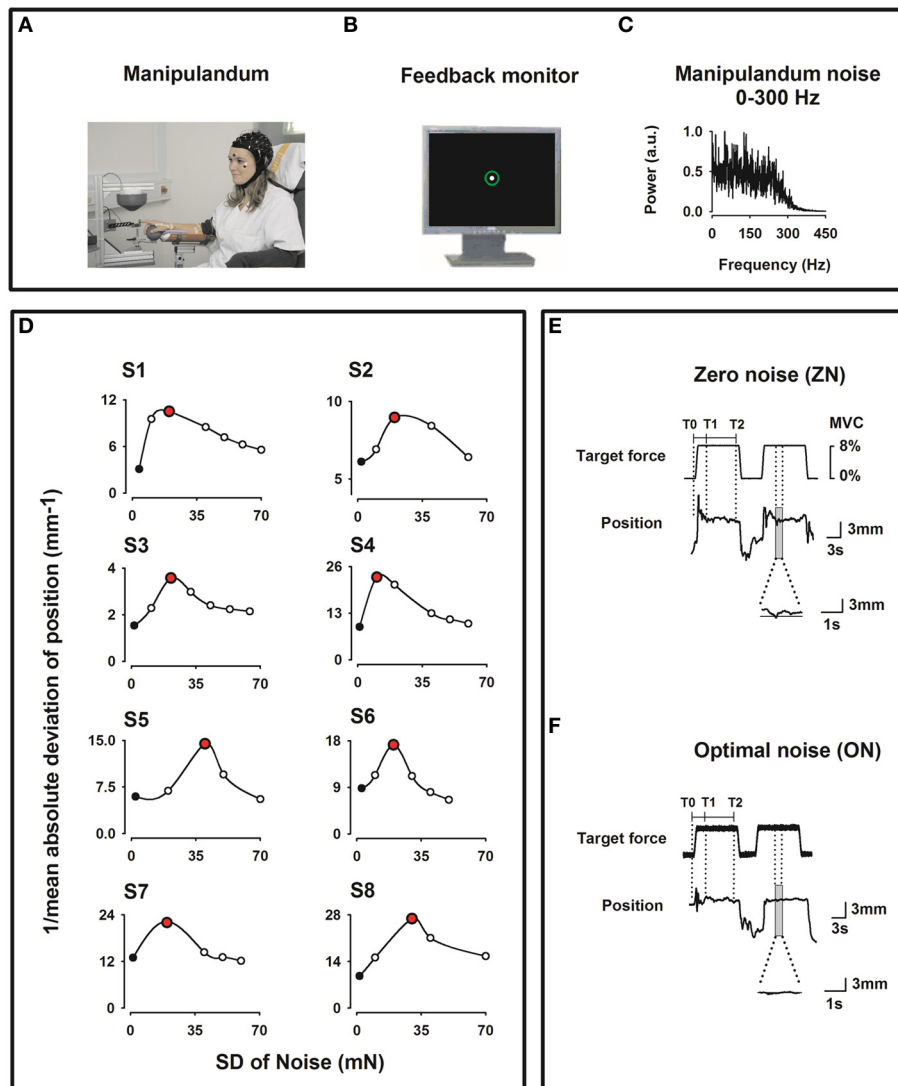 A
Manipulandum
B
Feedback monitor
C
Manipulandum noise
0-300 Hz
Power (a.u.)
1.0
0.5
0.0
0 150 300 450
Frequency (Hz)
D
1/mean absolute deviation of position (mm-1)
S1
12
6
0
0 35 70
S2
10
5
0 35 70
S3
4
2
0
0 35 70
S4
26
13
0
0 35 70
S5
15.0
7.5
0.0
0 35 70
S6
18
9
0
0 35 70
S7
24
12
0
0 35 70
S8
28
14
0
0 35 70
SD of Noise (mN)
E
Zero noise (ZN)
T0 T1 T2
MVC
Target force
8%
0%
Position
3mm
3s
3mm
1s
F
Optimal noise (ON)
T0 T1 T2
Target force
Position
3mm
3s
3mm
1s